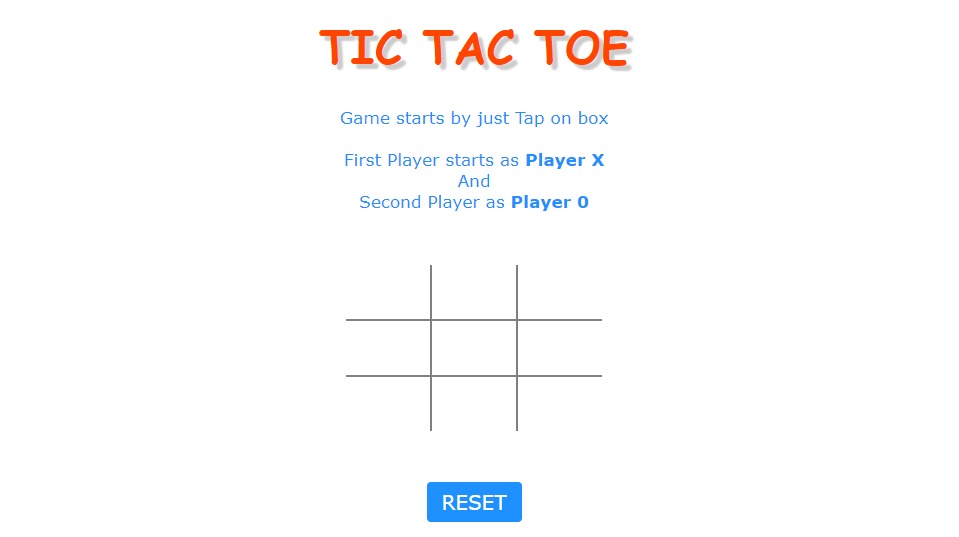 TIC TAC TOE
Game starts by just Tap on box
First Player starts as Player X
And
Second Player as Player 0
RESET